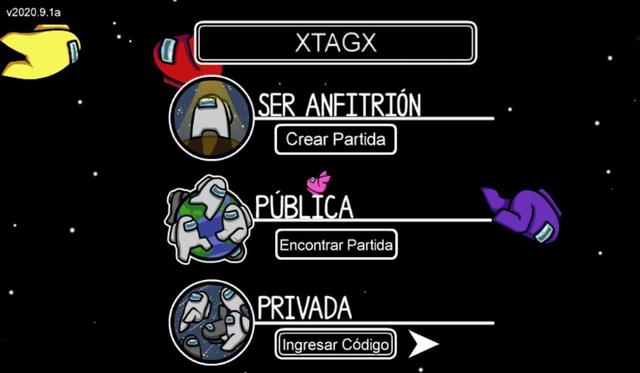 v2020.9.1a
XTAGX
SER ANFITRIÓN
Crear Partida
PÚBLICA
Encontrar Partida
PRIVADA
Ingresar Código